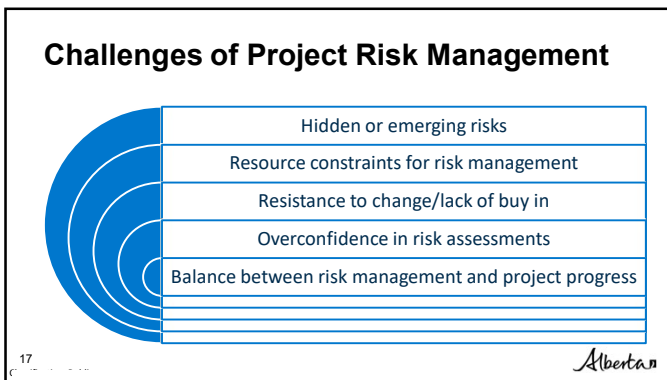 Challenges of Project Risk Management
Hidden or emerging risks
Resource constraints for risk management
Resistance to change/lack of buy in
Overconfidence in risk assessments
Balance between risk management and project progress
17
Alberta